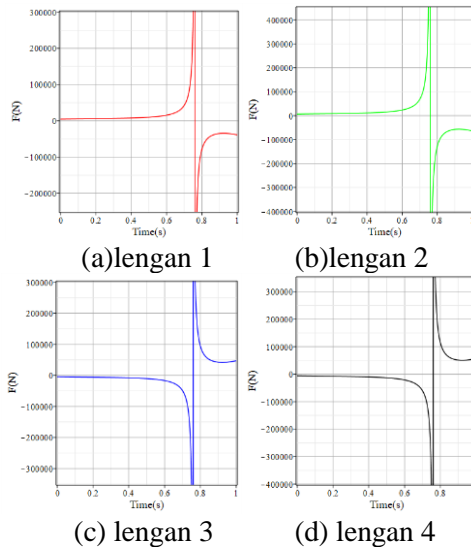 300000
200000
100000
0
−100000
−200000
F(N)
0 0.2 0.4 0.6 0.8 1
Time(s)
(a)lengan 1
400000
300000
200000
100000
0
−100000
−200000
−300000
−400000
F(N)
0 0.2 0.4 0.6 0.8
Time(s)
(b)lengan 2
300000
200000
100000
0
−100000
−200000
−300000
F(N)
0 0.2 0.4 0.6 0.8 1
Time(s)
(c) lengan 3
300000
200000
100000
0
−100000
−200000
−300000
−400000
F(N)
0 0.2 0.4 0.6 0.8
Time(s)
(d) lengan 4